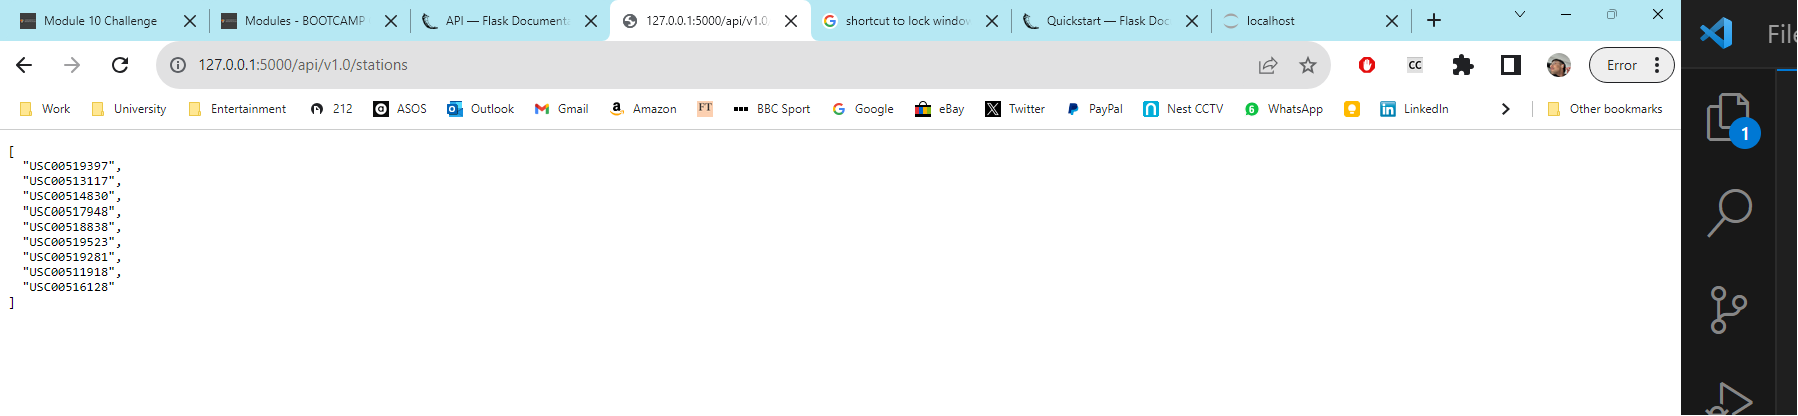 Module 10 Challenge
Modules - BOOTCAMP
API — Flask Documenta
127.0.0.1:5000/api/v1.0
shortcut to lock window
Quickstart — Flask Doc
localhost
File
127.0.0.1:5000/api/v1.0/stations
CC
Error
Work
University
Entertainment
212
ASOS
Outlook
Gmail
Amazon
FT
BBC Sport
Google
eBay
Twitter
PayPal
Nest CCTV
WhatsApp
LinkedIn
Other bookmarks
1
[
"USC00519397",
"USC00513117",
"USC00514830",
"USC00517948",
"USC00518838",
"USC00519523",
"USC00519281",
"USC00511918",
"USC00516128"
]